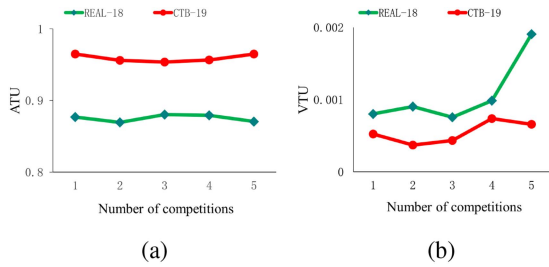 REAL-18 CTB-19
1
0.9
0.8
ATU
1 2 3 4 5
Number of competitions
(a)
REAL-18 CTB-19
0.002
0.001
0
VTU
1 2 3 4 5
Number of competitions
(b)